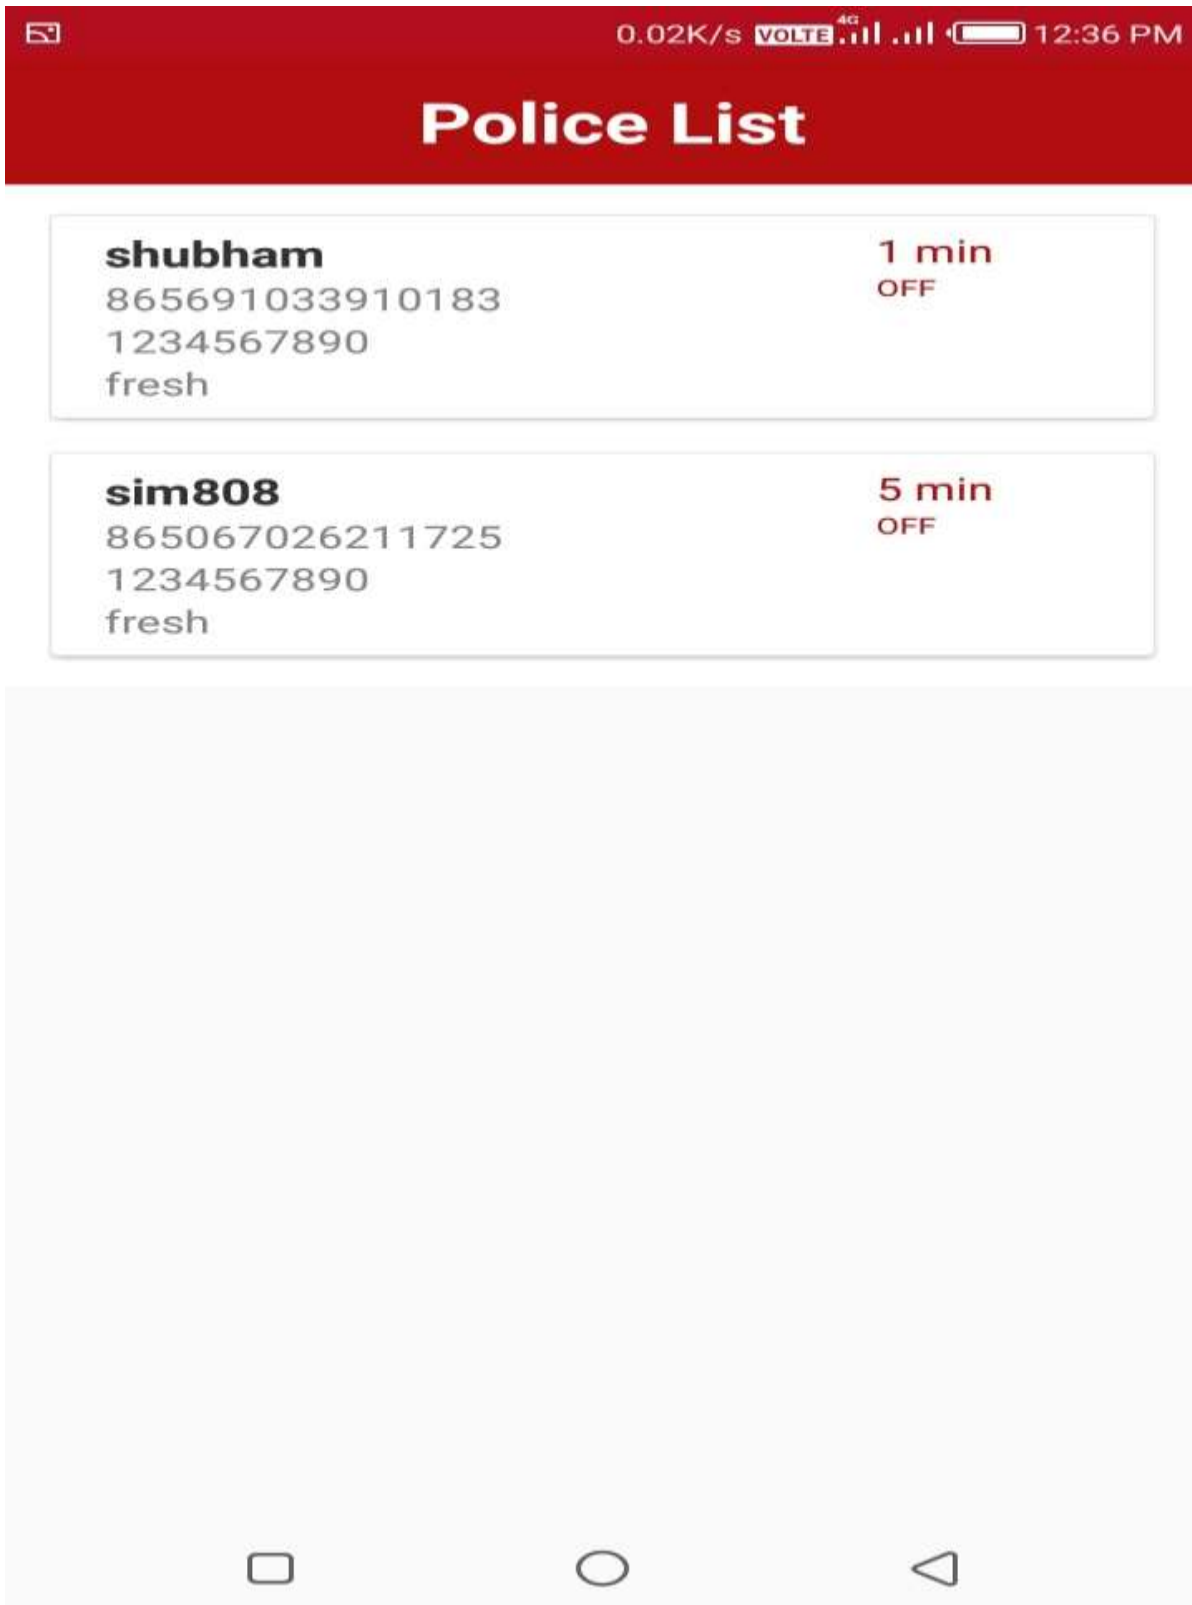 0.02K/s VOLTE 4G 12:36 PM
Police List
shubham 1 min
865691033910183 OFF
1234567890
fresh
sim808 5 min
865067026211725 OFF
1234567890
fresh